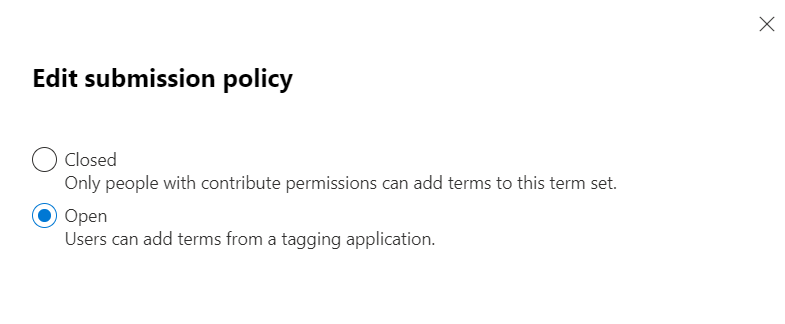 Edit submission policy
Closed
Only people with contribute permissions can add terms to this term set.
Open
Users can add terms from a tagging application.